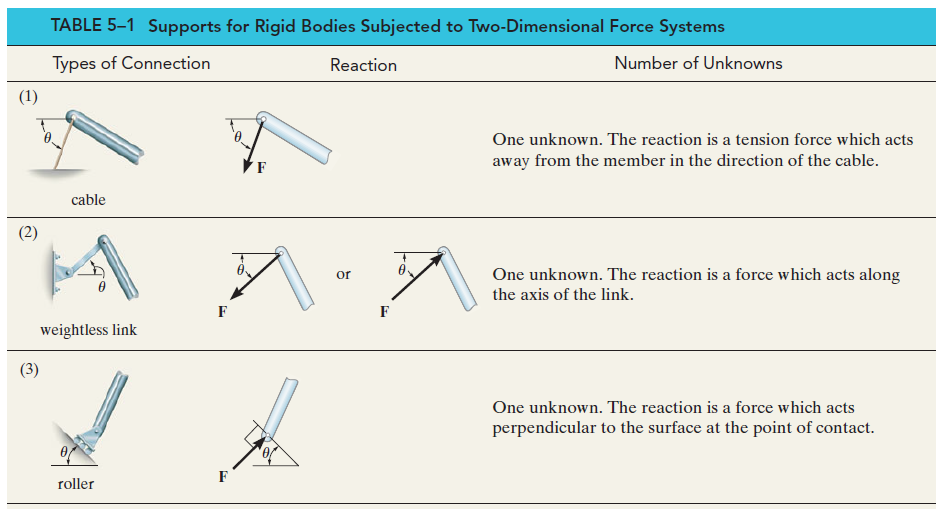 TABLE 5–1 Supports for Rigid Bodies Subjected to Two-Dimensional Force Systems
Types of Connection Reaction Number of Unknowns
(1)
θ
θ
F
One unknown. The reaction is a tension force which acts
away from the member in the direction of the cable.
cable
(2)
θ
θ
F
or
θ
F
One unknown. The reaction is a force which acts along
the axis of the link.
weightless link
(3)
θ
θ
F
One unknown. The reaction is a force which acts
perpendicular to the surface at the point of contact.
roller